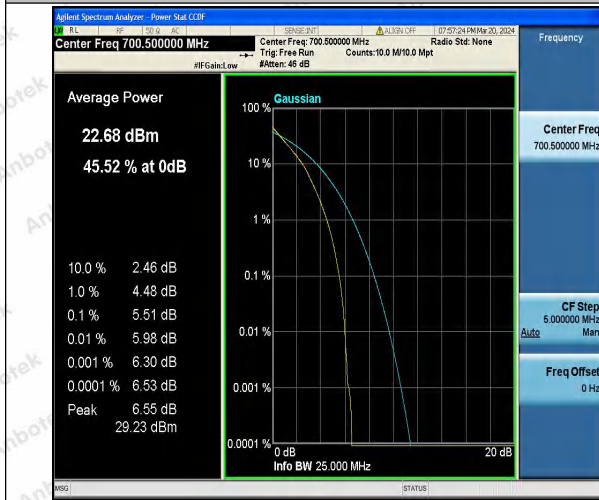 Agilent Spectrum Analyzer - Power Stat CCDF
RL RF 50 Ω AC SENSE:INT ALIGN OFF 07:57:24 PM Mar 20, 2024
Center Freq 700.500000 MHz
Center Freq: 700.500000 MHz Radio Std: None
Trig: Free Run Counts:10.0 M/10.0 Mpt
#IFGain:Low #Atten: 46 dB
Frequency
Average Power
22.68 dBm
45.52 % at 0dB
10.0 % 2.46 dB
1.0 % 4.48 dB
0.1 % 5.51 dB
0.01 % 5.98 dB
0.001 % 6.30 dB
0.0001 % 6.53 dB
Peak 6.55 dB
29.23 dBm
Gaussian
100 %
10 %
1 %
0.1 %
0.01 %
0.001 %
0.0001 %
0 dB 20 dB
Info BW 25.000 MHz
Center Freq
700.500000 MHz
CF Step
5.000000 MHz
Auto Man
Freq Offset
0 Hz
MSG STATUS